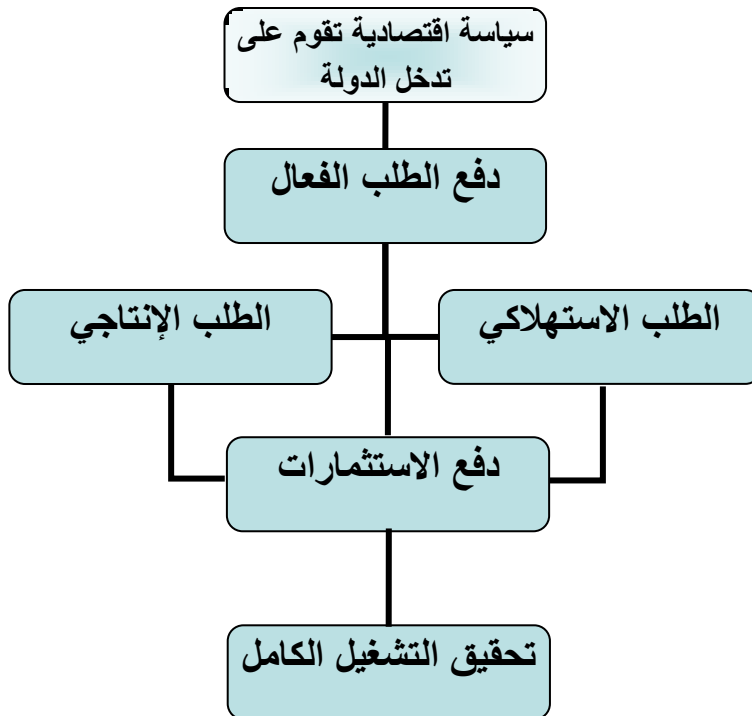 سياسة اقتصادية تقوم على
تدخل الدولة
دفع الطلب الفعال
الطلب الاستهلاكي
الطلب الإنتاجي
دفع الاستثمارات
تحقيق التشغيل الكامل